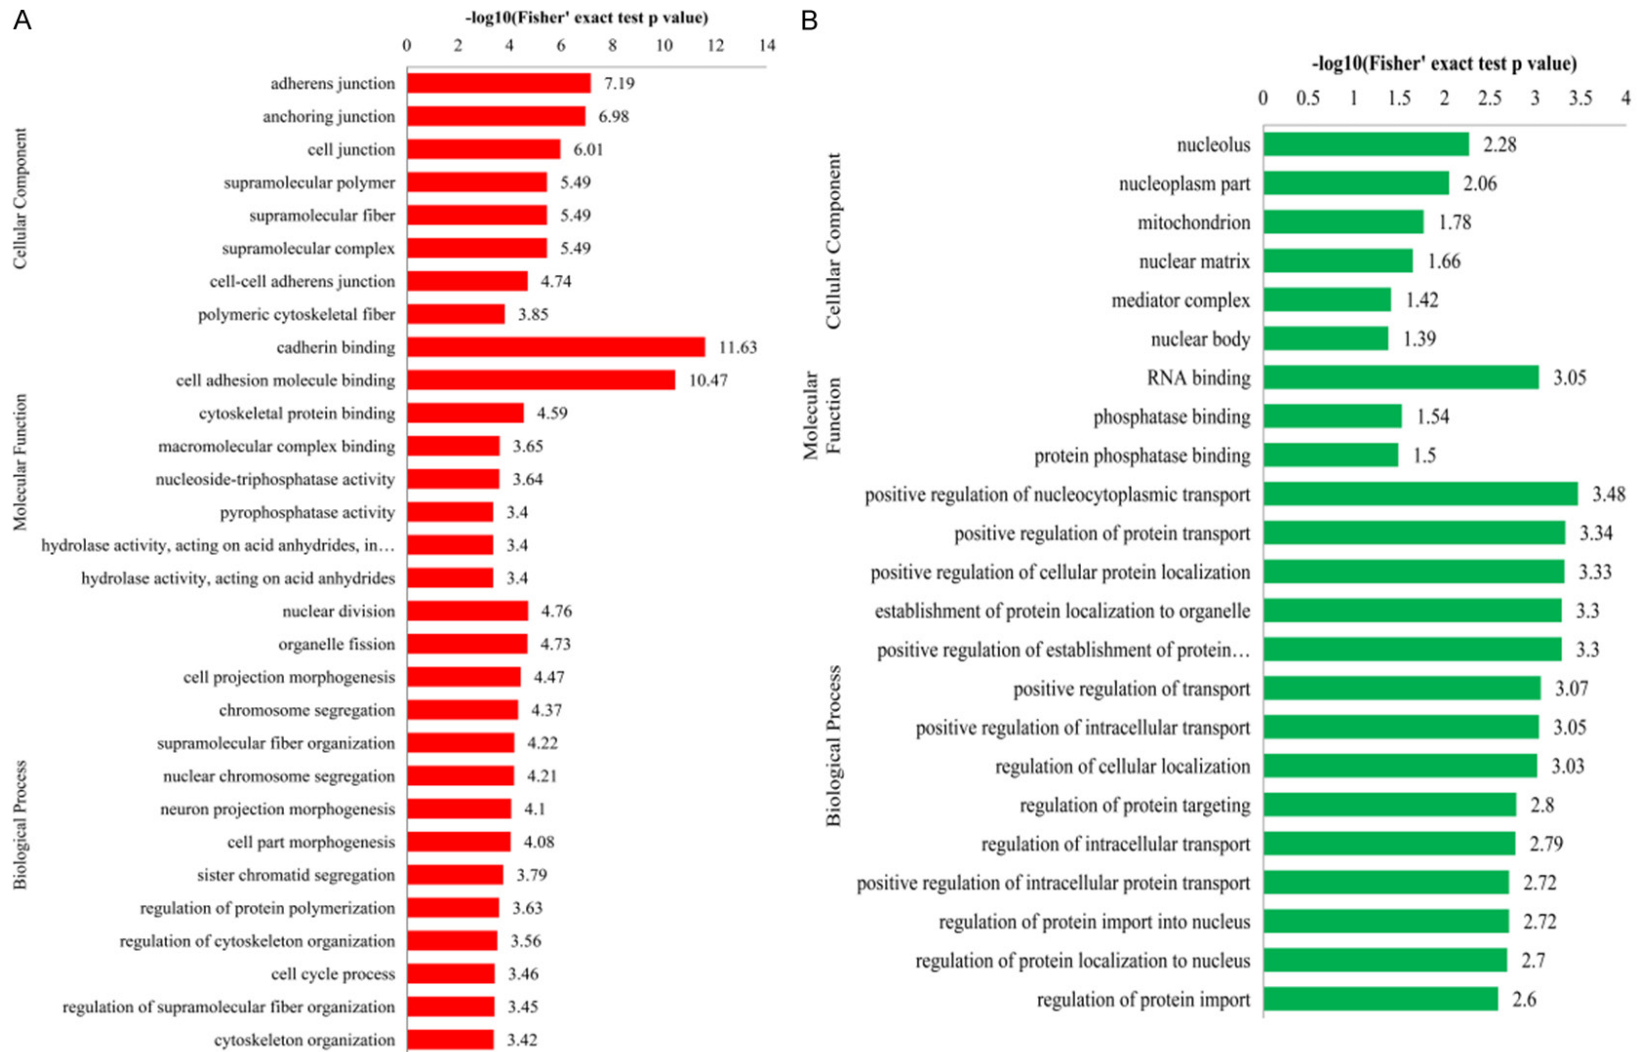 A
-log10(Fisher' exact test p value)
0 2 4 6 8 10 12 14
Cellular Component
adherens junction 7.19
anchoring junction 6.98
cell junction 6.01
supramolecular polymer 5.49
supramolecular fiber 5.49
supramolecular complex 5.49
cell-cell adherens junction 4.74
polymeric cytoskeletal fiber 3.85
Molecular Function
cadherin binding 11.63
cell adhesion molecule binding 10.47
cytoskeletal protein binding 4.59
macromolecular complex binding 3.65
nucleoside-triphosphatase activity 3.64
pyrophosphatase activity 3.4
hydrolase activity, acting on acid anhydrides, in… 3.4
hydrolase activity, acting on acid anhydrides 3.4
Biological Process
nuclear division 4.76
organelle fission 4.73
cell projection morphogenesis 4.47
chromosome segregation 4.37
supramolecular fiber organization 4.22
nuclear chromosome segregation 4.21
neuron projection morphogenesis 4.1
cell part morphogenesis 4.08
sister chromatid segregation 3.79
regulation of protein polymerization 3.63
regulation of cytoskeleton organization 3.56
cell cycle process 3.46
regulation of supramolecular fiber organization 3.45
cytoskeleton organization 3.42
B
-log10(Fisher' exact test p value)
0 0.5 1 1.5 2 2.5 3 3.5 4
Cellular Component
nucleolus 2.28
nucleoplasm part 2.06
mitochondrion 1.78
nuclear matrix 1.66
mediator complex 1.42
nuclear body 1.39
Molecular
Function
RNA binding 3.05
phosphatase binding 1.54
protein phosphatase binding 1.5
Biological Process
positive regulation of nucleocytoplasmic transport 3.48
positive regulation of protein transport 3.34
positive regulation of cellular protein localization 3.33
establishment of protein localization to organelle 3.3
positive regulation of establishment of protein… 3.3
positive regulation of transport 3.07
positive regulation of intracellular transport 3.05
regulation of cellular localization 3.03
regulation of protein targeting 2.8
regulation of intracellular transport 2.79
positive regulation of intracellular protein transport 2.72
regulation of protein import into nucleus 2.72
regulation of protein localization to nucleus 2.7
regulation of protein import 2.6